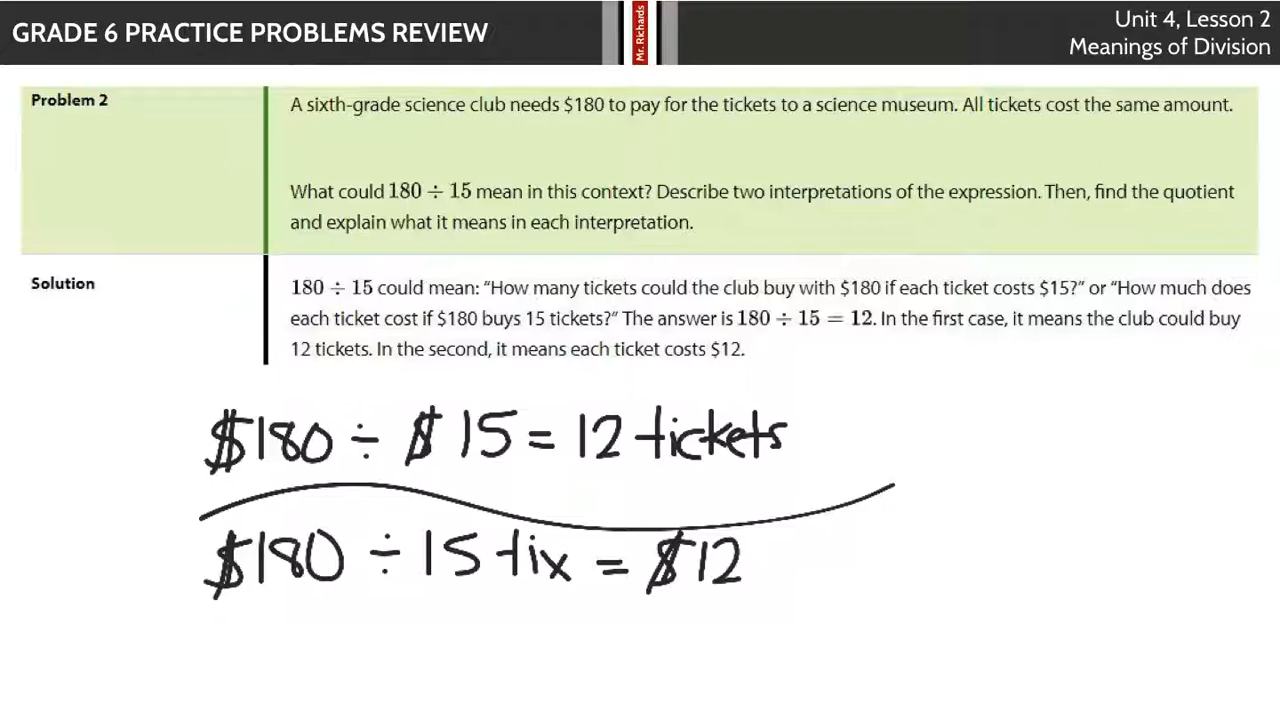 GRADE 6 PRACTICE PROBLEMS REVIEW
Mr. Richards
Unit 4, Lesson 2
Meanings of Division
Problem 2
A sixth-grade science club needs $180 to pay for the tickets to a science museum. All tickets cost the same amount.
What could 180 ÷ 15 mean in this context? Describe two interpretations of the expression. Then, find the quotient
and explain what it means in each interpretation.
Solution
180 ÷ 15 could mean: “How many tickets could the club buy with $180 if each ticket costs $15?” or “How much does
each ticket cost if $180 buys 15 tickets?” The answer is 180 ÷ 15 = 12. In the first case, it means the club could buy
12 tickets. In the second, it means each ticket costs $12.
$180 ÷ $15 = 12 tickets
$180 ÷ 15 tix = $12